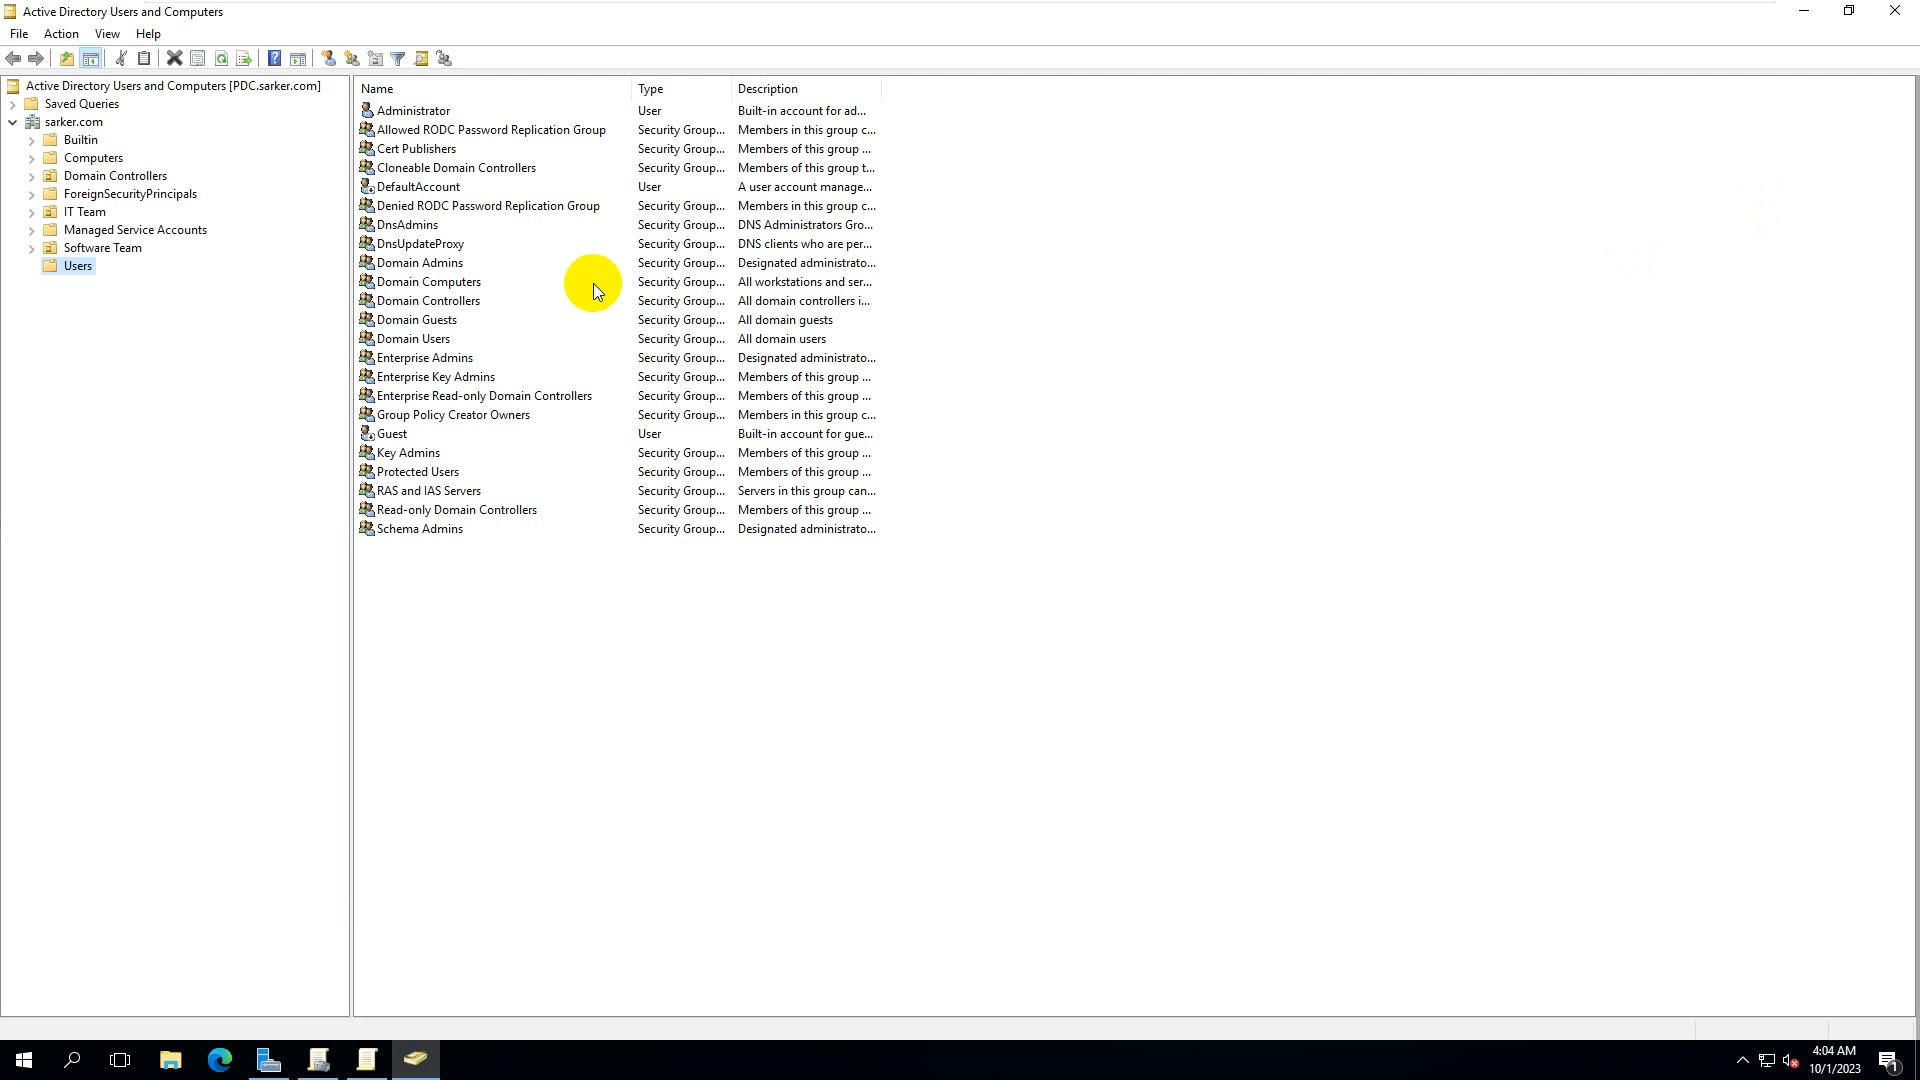 Active Directory Users and Computers
File Action View Help
Active Directory Users and Computers [PDC.sarker.com]
Saved Queries
sarker.com
Builtin
Computers
Domain Controllers
ForeignSecurityPrincipals
IT Team
Managed Service Accounts
Software Team
Users
Name Type Description
Administrator User Built-in account for ad...
Allowed RODC Password Replication Group Security Group... Members in this group c...
Cert Publishers Security Group... Members of this group ...
Cloneable Domain Controllers Security Group... Members of this group t...
DefaultAccount User A user account manage...
Denied RODC Password Replication Group Security Group... Members in this group c...
DnsAdmins Security Group... DNS Administrators Gro...
DnsUpdateProxy Security Group... DNS clients who are per...
Domain Admins Security Group... Designated administrato...
Domain Computers Security Group... All workstations and ser...
Domain Controllers Security Group... All domain controllers i...
Domain Guests Security Group... All domain guests
Domain Users Security Group... All domain users
Enterprise Admins Security Group... Designated administrato...
Enterprise Key Admins Security Group... Members of this group ...
Enterprise Read-only Domain Controllers Security Group... Members of this group ...
Group Policy Creator Owners Security Group... Members in this group c...
Guest User Built-in account for gue...
Key Admins Security Group... Members of this group ...
Protected Users Security Group... Members of this group ...
RAS and IAS Servers Security Group... Servers in this group can...
Read-only Domain Controllers Security Group... Members of this group ...
Schema Admins Security Group... Designated administrato...
4:04 AM
10/1/2023
1